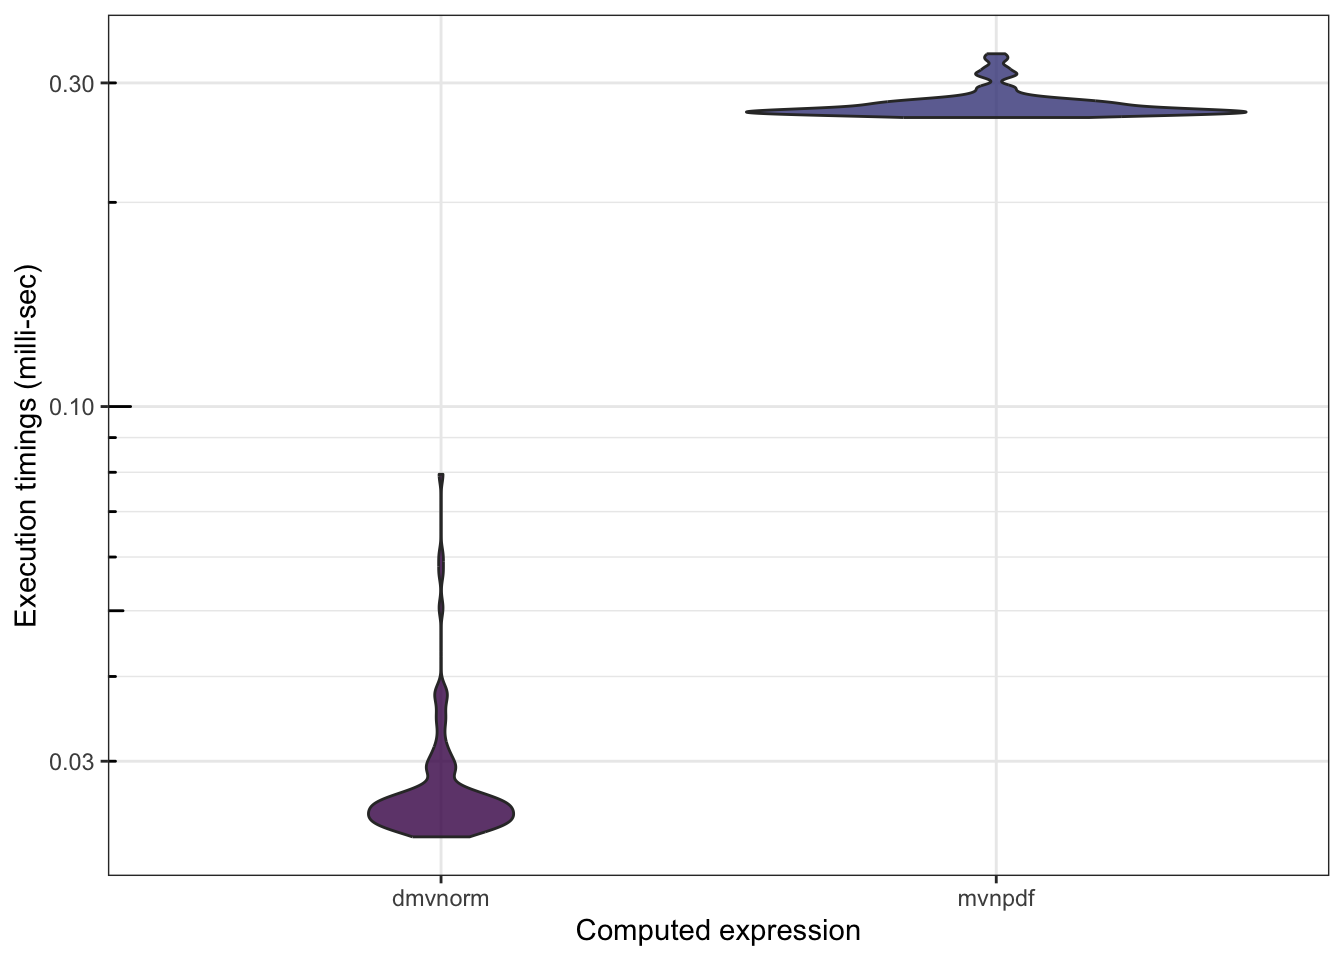 Execution timings (milli-sec)
0.30
0.10
0.03
dmvnorm
mvnpdf
Computed expression